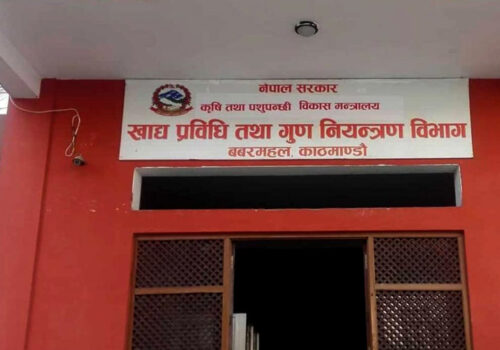 नेपाल सरकार
कृषि तथा पशुपन्छी विकास मन्त्रालय
खाद्य प्रविधि तथा गुण नियन्त्रण विभाग
बबरमहल, काठमाण्डौ